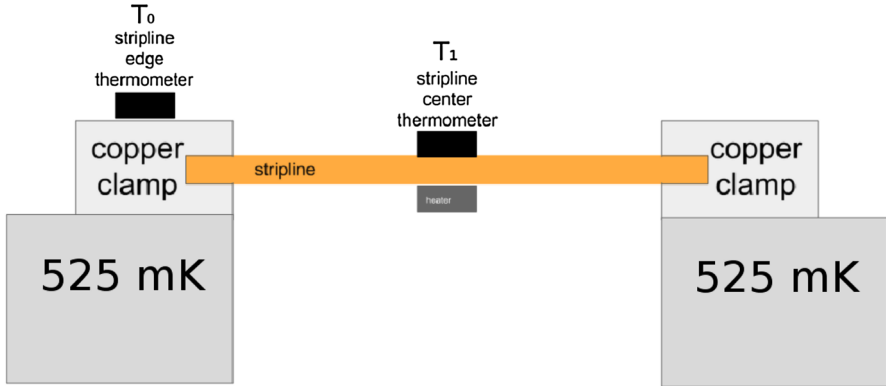 T₀
stripline
edge
thermometer
T₁
stripline
center
thermometer
copper
clamp
stripline
heater
copper
clamp
525 mK
525 mK